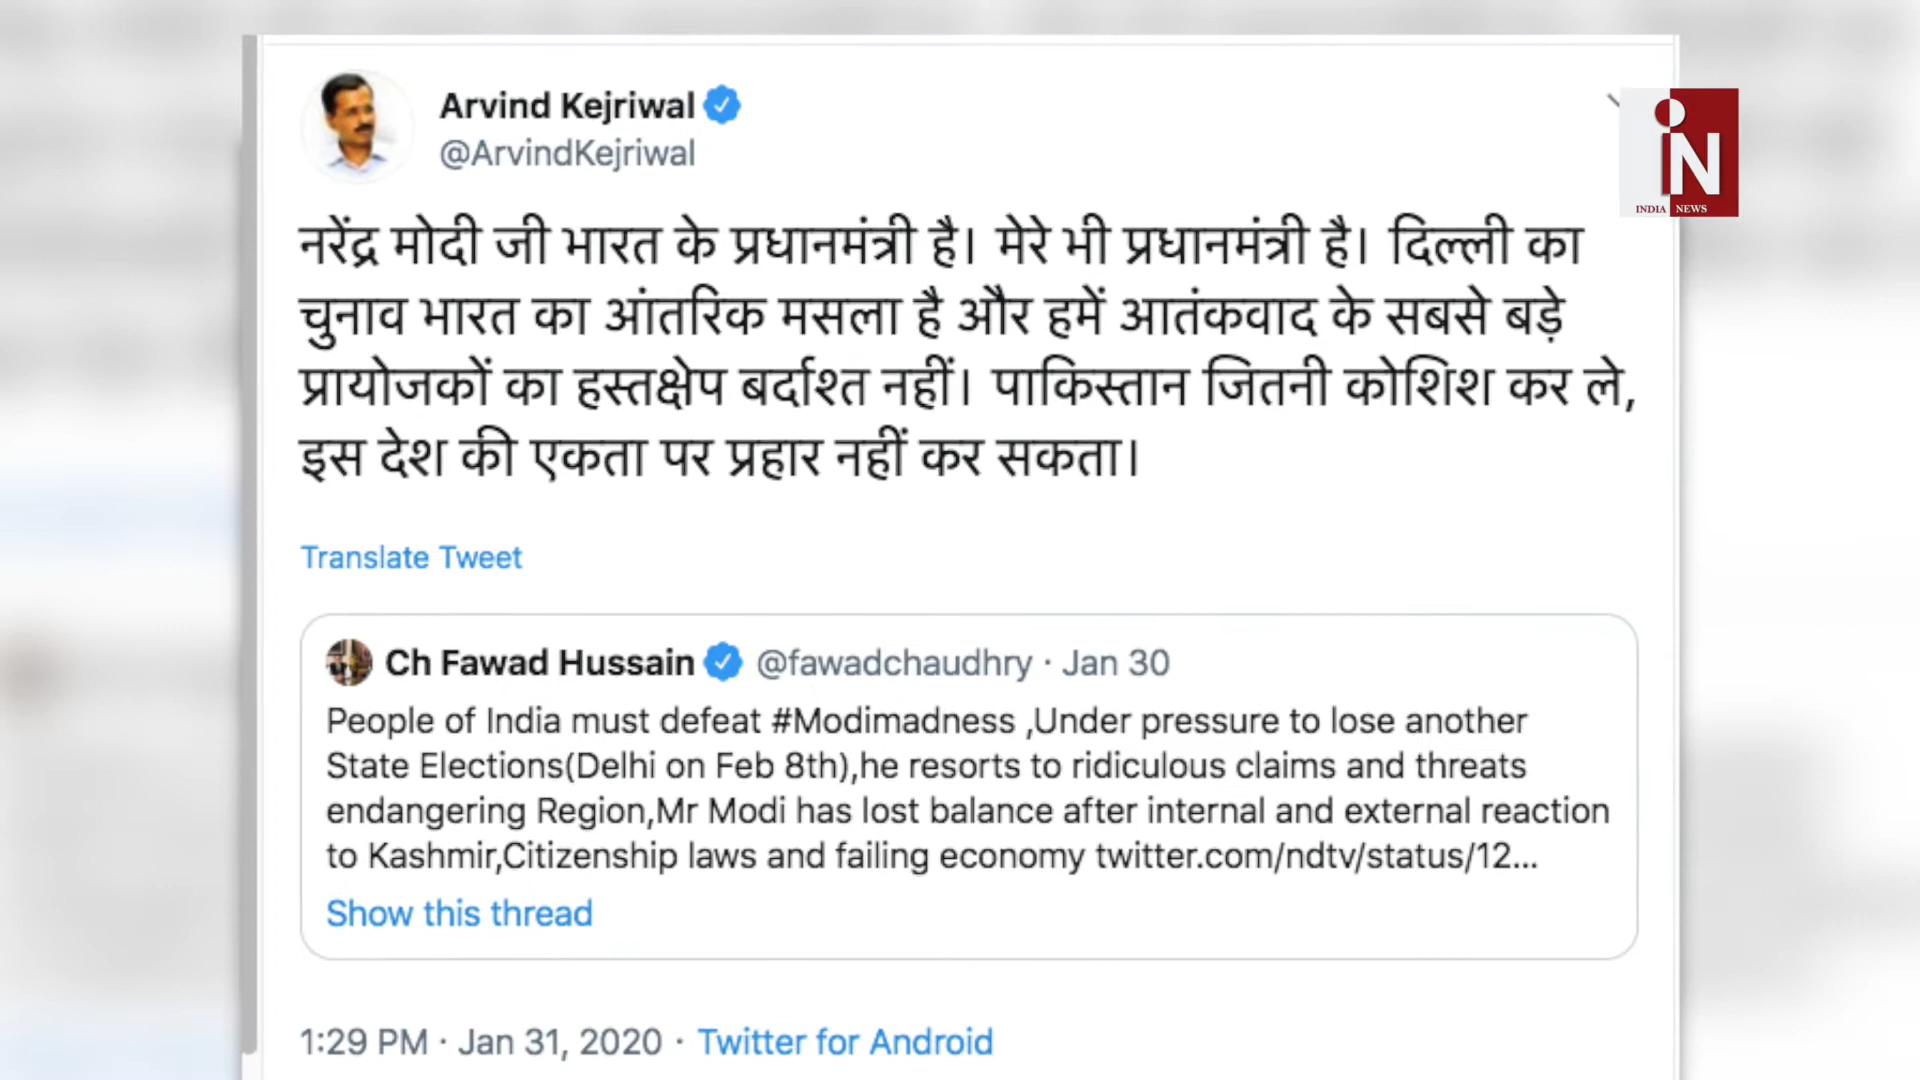 Arvind Kejriwal
@ArvindKejriwal
iN
INDIA NEWS
नरेंद्र मोदी जी भारत के प्रधानमंत्री है। मेरे भी प्रधानमंत्री है। दिल्ली का
चुनाव भारत का आंतरिक मसला है और हमें आतंकवाद के सबसे बड़े
प्रायोजकों का हस्तक्षेप बर्दाश्त नहीं। पाकिस्तान जितनी कोशिश कर ले,
इस देश की एकता पर प्रहार नहीं कर सकता।
Translate Tweet
Ch Fawad Hussain @fawadchaudhry · Jan 30
People of India must defeat #Modimadness ,Under pressure to lose another
State Elections(Delhi on Feb 8th),he resorts to ridiculous claims and threats
endangering Region,Mr Modi has lost balance after internal and external reaction
to Kashmir,Citizenship laws and failing economy twitter.com/ndtv/status/12...
Show this thread
1:29 PM · Jan 31, 2020 · Twitter for Android